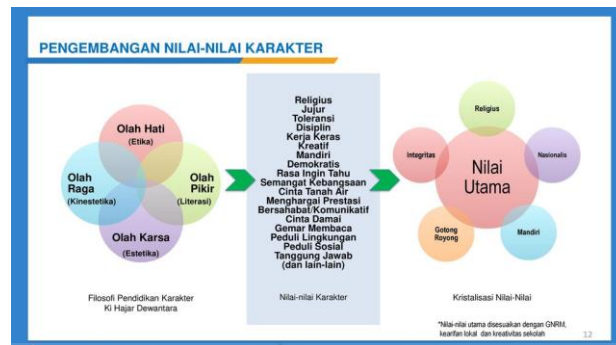 PENGEMBANGAN NILAI-NILAI KARAKTER
Olah Hati
(Etika)
Olah
Raga
(Kinestetika)
Olah
Pikir
(Literasi)
Olah Karsa
(Estetika)
Filosofi Pendidikan Karakter
Ki Hajar Dewantara
Religius
Jujur
Toleransi
Disiplin
Kerja Keras
Kreatif
Mandiri
Demokratis
Rasa Ingin Tahu
Semangat Kebangsaan
Cinta Tanah Air
Menghargai Prestasi
Bersahabat/Komunikatif
Cinta Damai
Gemar Membaca
Peduli Lingkungan
Peduli Sosial
Tanggung Jawab
(dan lain-lain)
Nilai-nilai Karakter
Religius
Integritas
Nasionalis
Nilai
Utama
Gotong
Royong
Mandiri
Kristalisasi Nilai-Nilai
*Nilai-nilai utama disesuaikan dengan GNRM,
kearifan lokal dan kreativitas sekolah
12